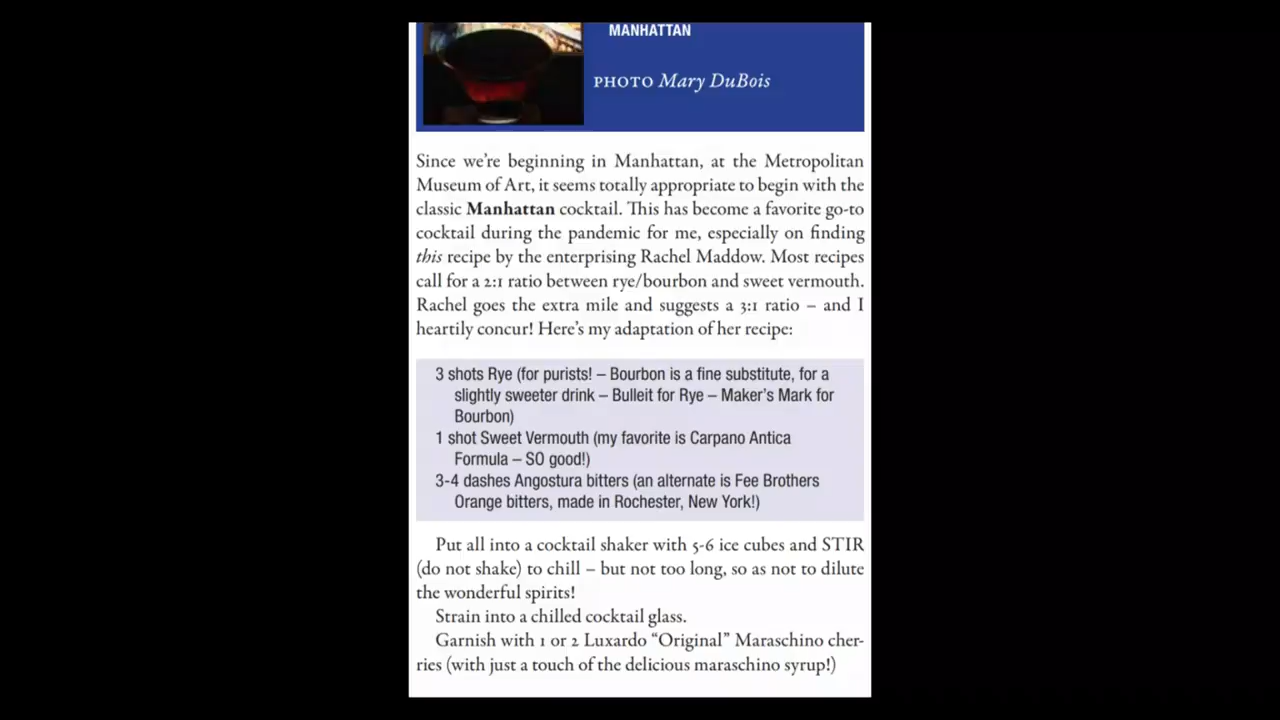 MANHATTAN
PHOTO Mary DuBois
Since we're beginning in Manhattan, at the Metropolitan
Museum of Art, it seems totally appropriate to begin with the
classic Manhattan cocktail. This has become a favorite go-to
cocktail during the pandemic for me, especially on finding
this recipe by the enterprising Rachel Maddow. Most recipes
call for a 2:1 ratio between rye/bourbon and sweet vermouth.
Rachel goes the extra mile and suggests a 3:1 ratio – and I
heartily concur! Here's my adaptation of her recipe:
3 shots Rye (for purists! – Bourbon is a fine substitute, for a
slightly sweeter drink – Bulleit for Rye – Maker's Mark for
Bourbon)
1 shot Sweet Vermouth (my favorite is Carpano Antica
Formula – SO good!)
3-4 dashes Angostura bitters (an alternate is Fee Brothers
Orange bitters, made in Rochester, New York!)
Put all into a cocktail shaker with 5-6 ice cubes and STIR
(do not shake) to chill – but not too long, so as not to dilute
the wonderful spirits!
Strain into a chilled cocktail glass.
Garnish with 1 or 2 Luxardo “Original” Maraschino cher-
ries (with just a touch of the delicious maraschino syrup!)